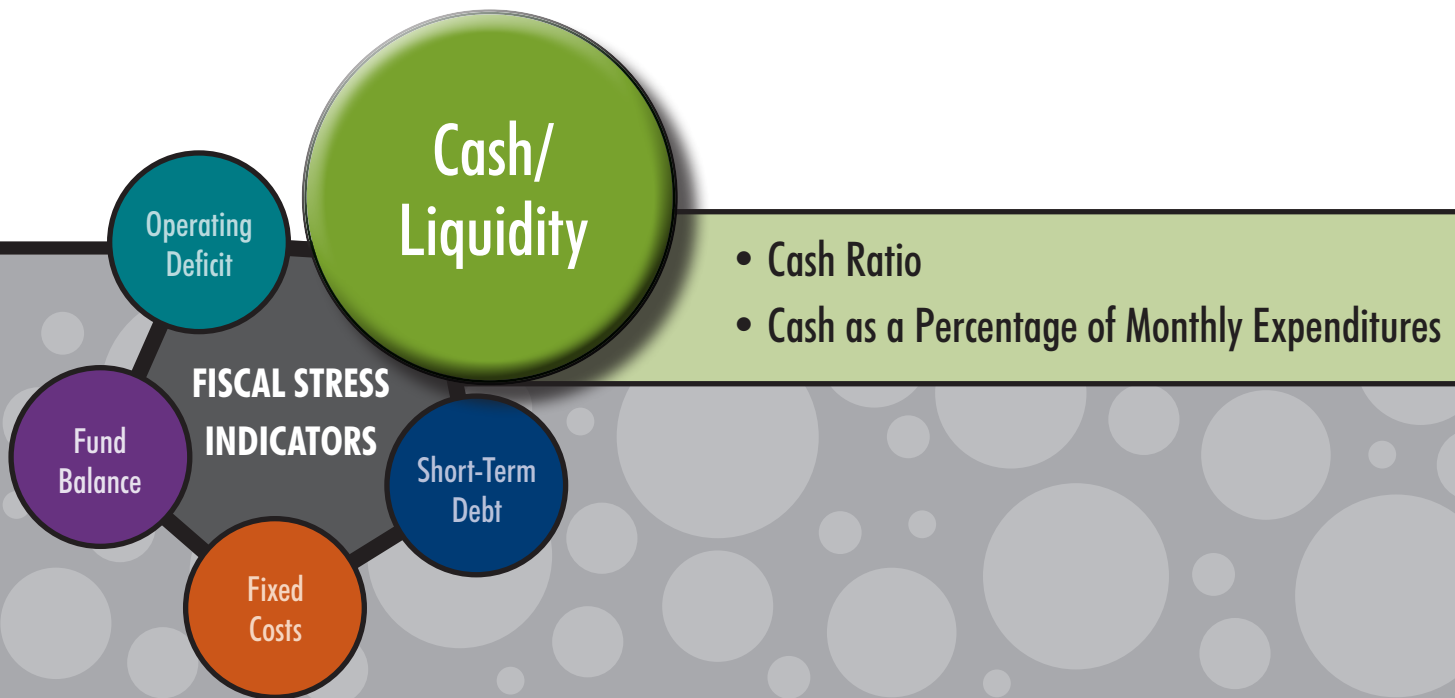 Cash/
Liquidity
• Cash Ratio
• Cash as a Percentage of Monthly Expenditures
Operating
Deficit
FISCAL STRESS
INDICATORS
Fund
Balance
Short-Term
Debt
Fixed
Costs